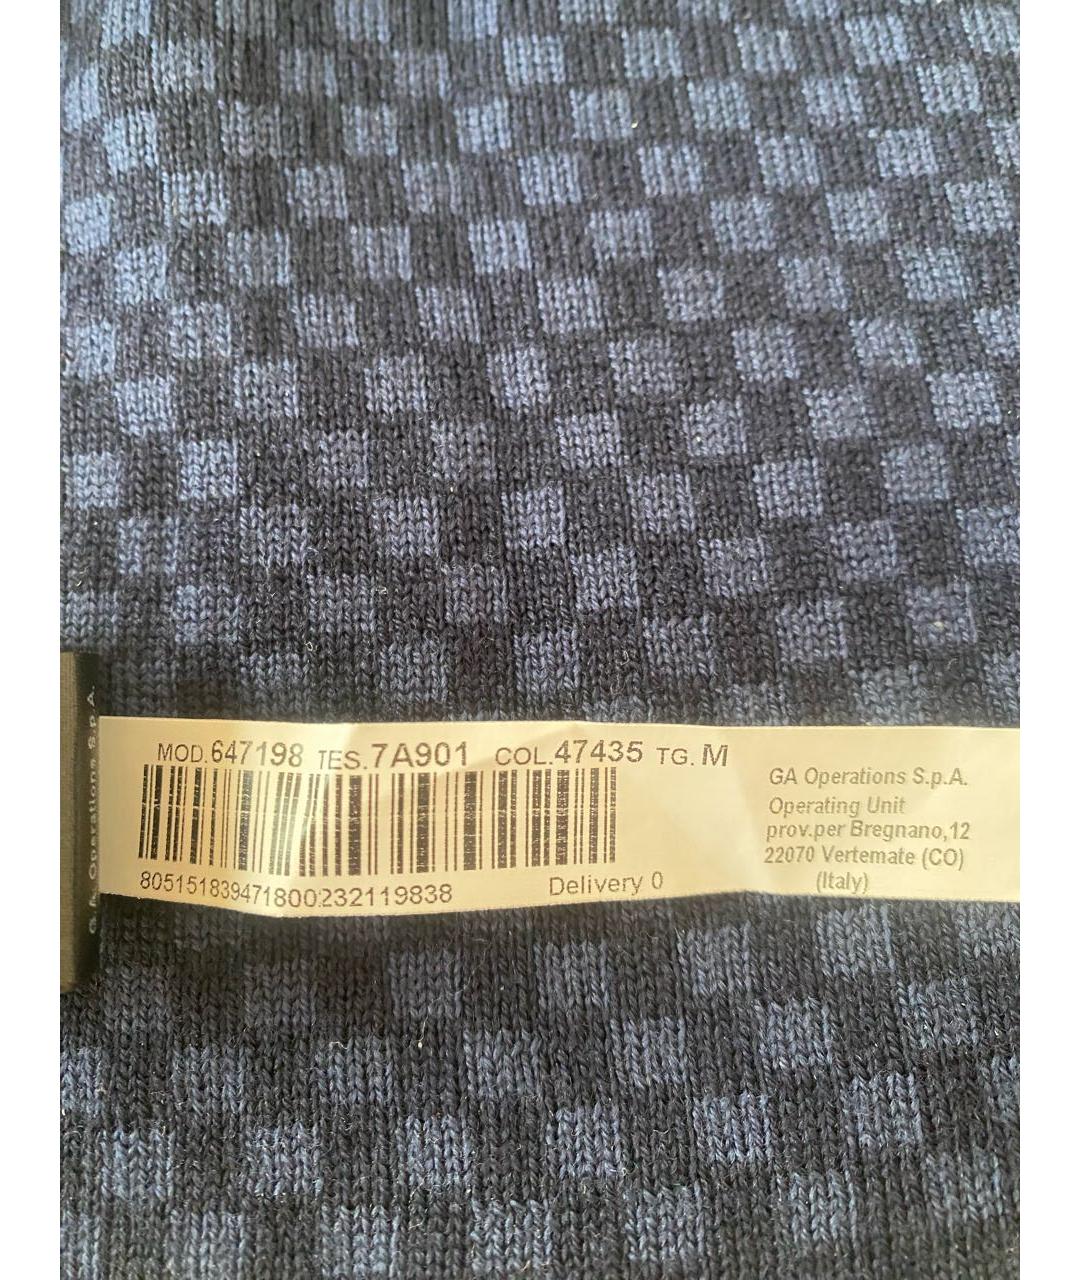 MOD.647198 TES.7A901 COL.47435 TG.M
805151839471800232119838
Delivery 0
GA Operations S.p.A.
Operating Unit
prov.per Bregnano,12
22070 Vertemate (CO)
(Italy)
G.A. Operations S.p.A.